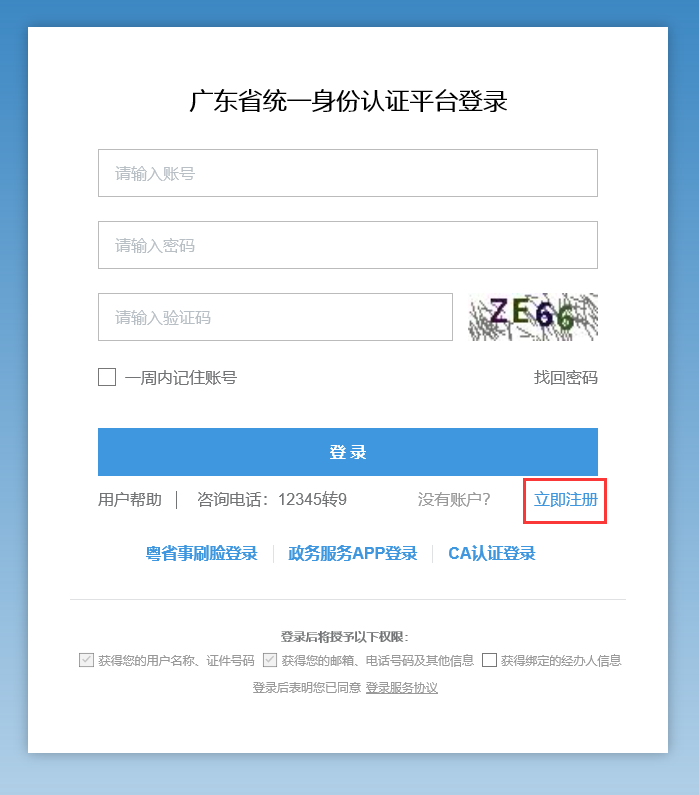 广东省统一身份认证平台登录
请输入账号
请输入密码
请输入验证码 ZE66
一周内记住账号 找回密码
登 录
用户帮助 | 咨询电话：12345转9 没有账户? 立即注册
粤省事刷脸登录 政务服务APP登录 CA认证登录
登录后将授予以下权限：
获得您的用户名称、证件号码 获得您的邮箱、电话号码及其他信息 获得绑定的经办人信息
登录后表明您已同意 登录服务协议